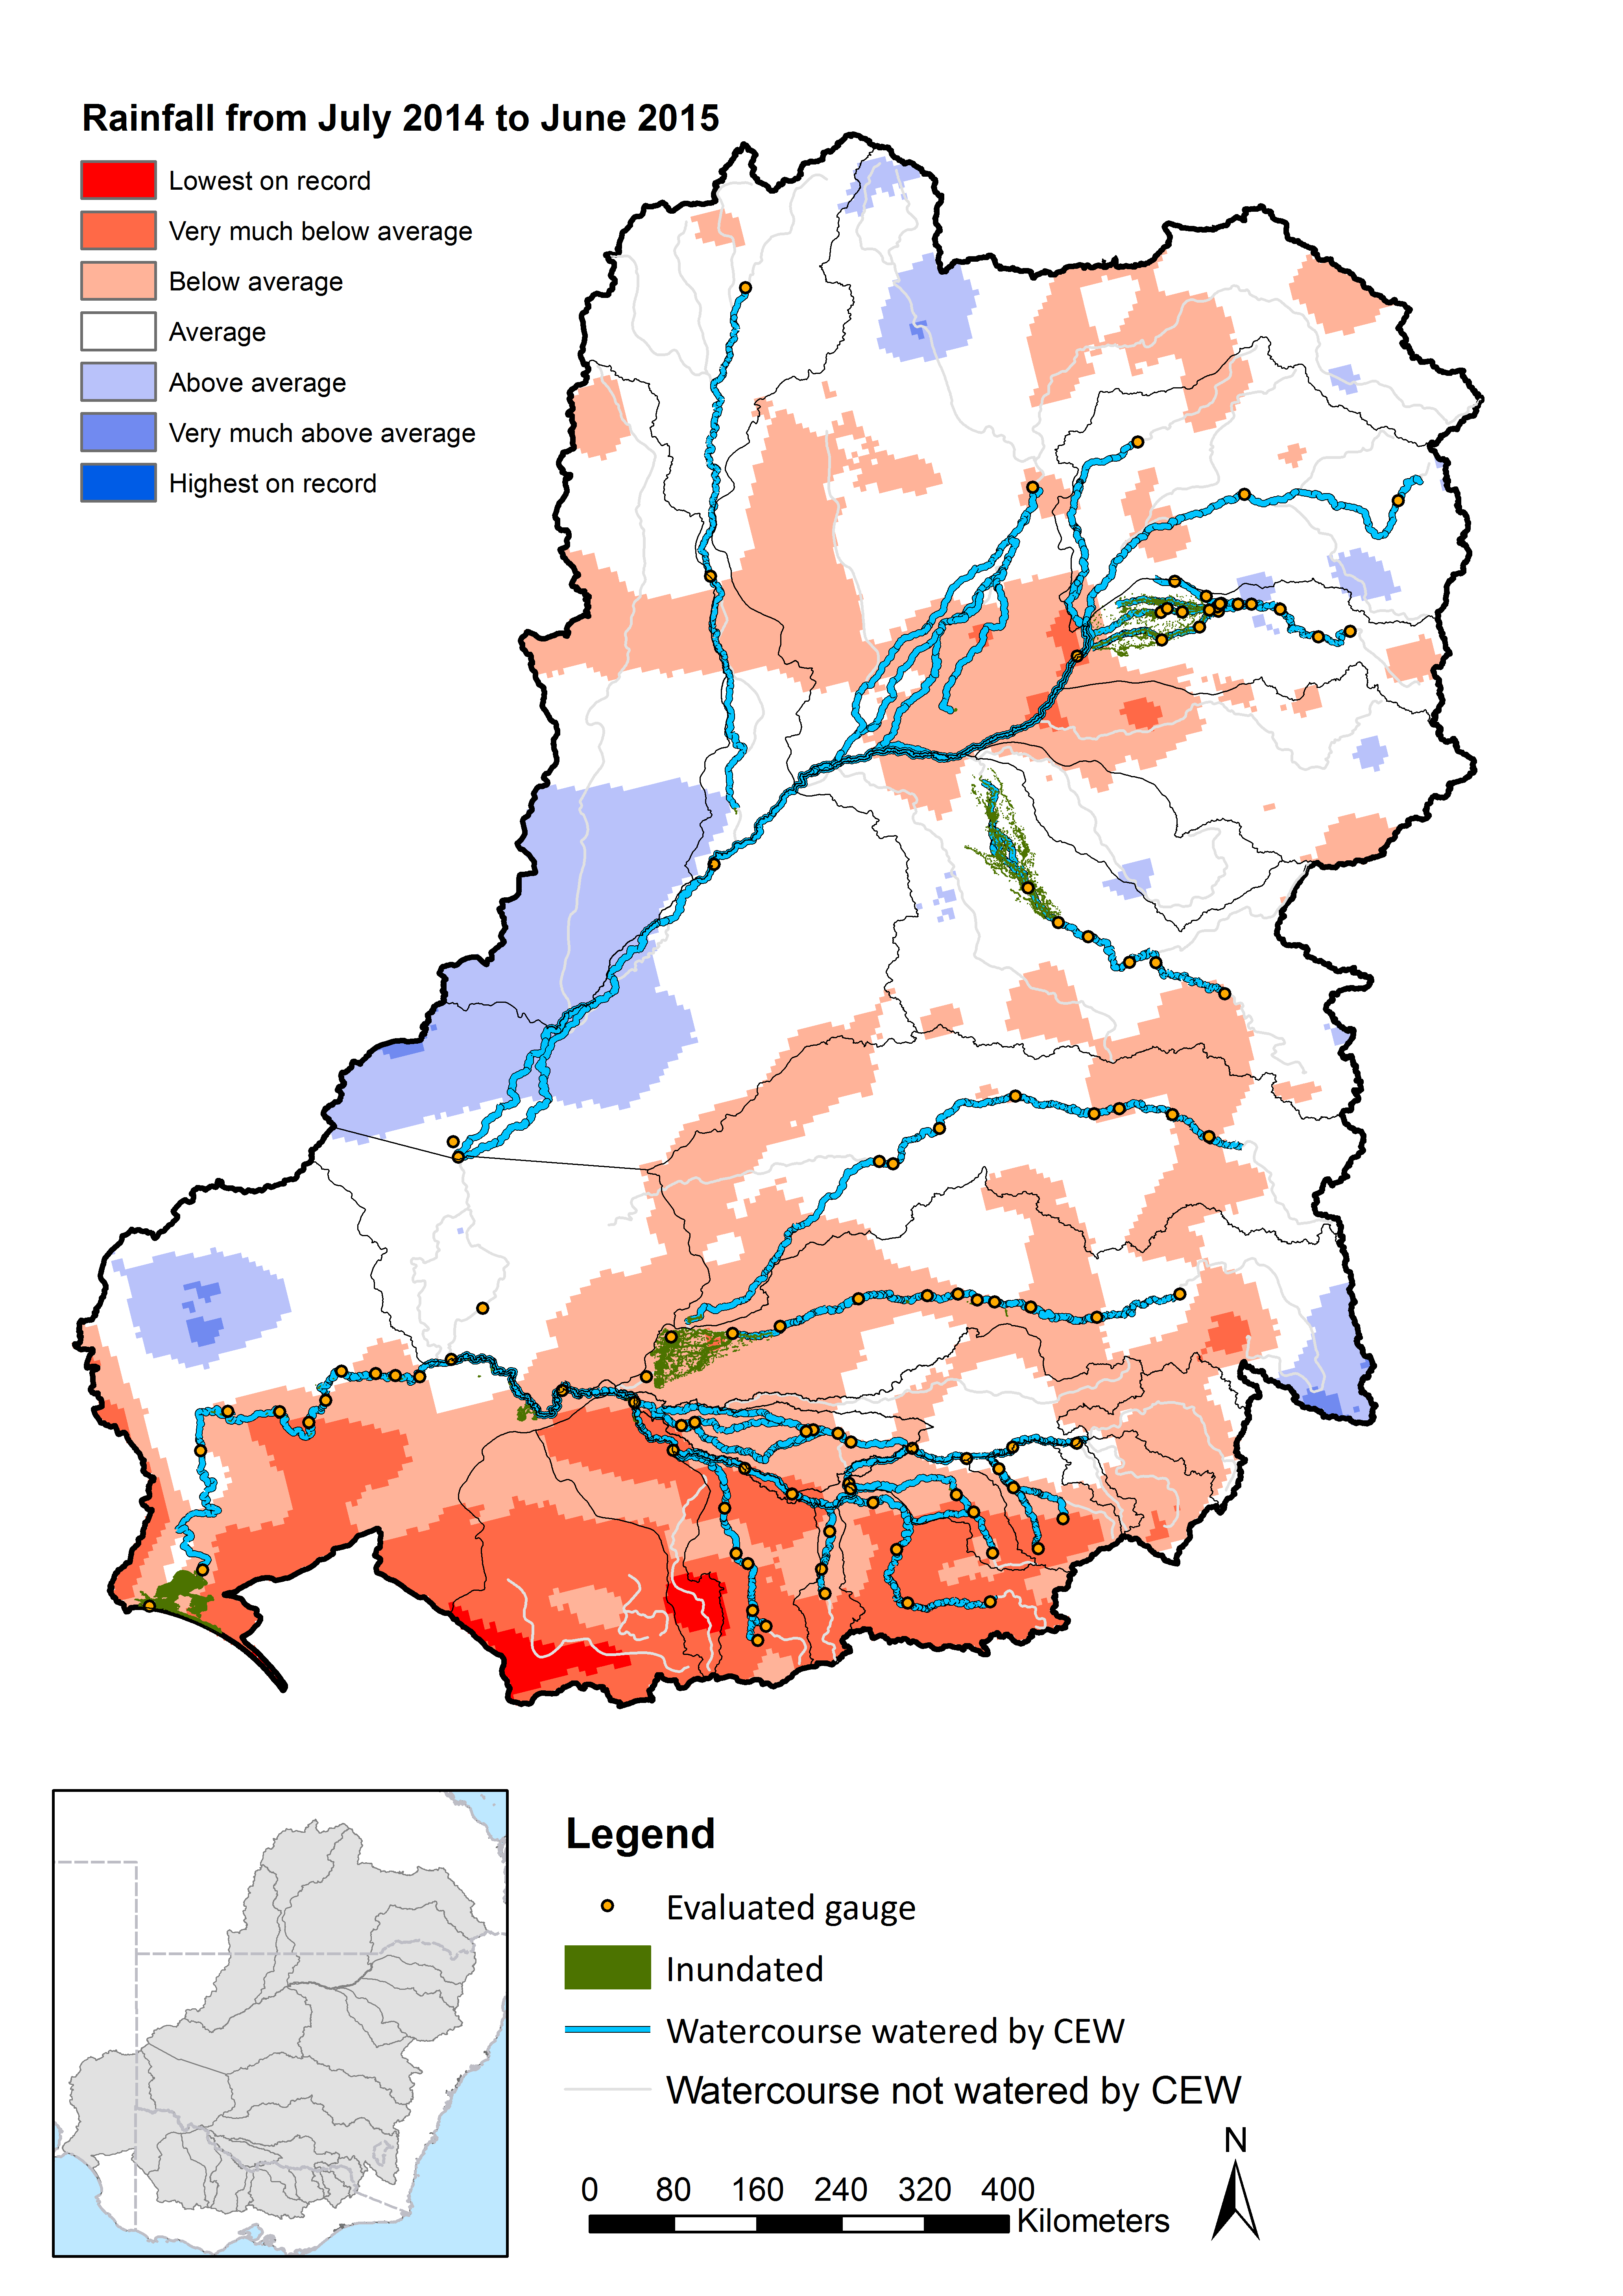 Rainfall from July 2014 to June 2015
Lowest on record
Very much below average
Below average
Average
Above average
Very much above average
Highest on record
Legend
Evaluated gauge
Inundated
Watercourse watered by CEW
Watercourse not watered by CEW
N
0 80 160 240 320 400
Kilometers